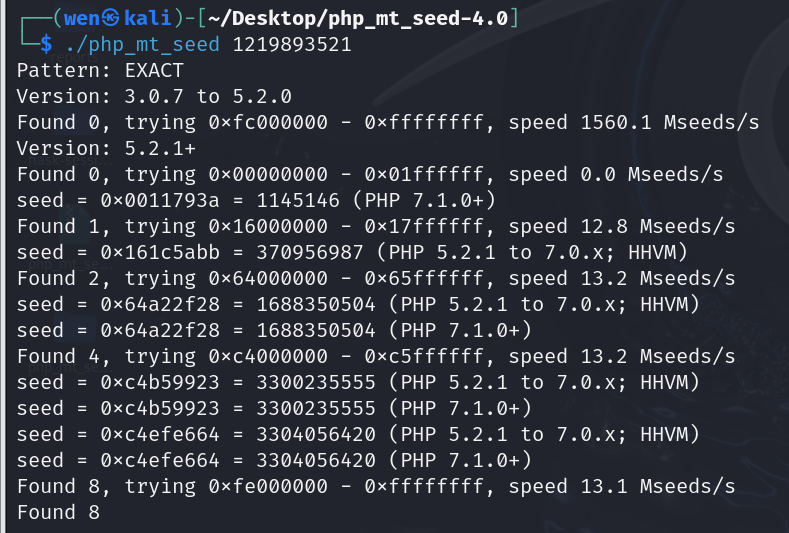 (wen㉿kali)-[~/Desktop/php_mt_seed-4.0]
$ ./php_mt_seed 1219893521
Pattern: EXACT
Version: 3.0.7 to 5.2.0
Found 0, trying 0×fc000000 - 0×ffffffff, speed 1560.1 Mseeds/s
Version: 5.2.1+
Found 0, trying 0×00000000 - 0×01ffffff, speed 0.0 Mseeds/s
seed = 0×0011793a = 1145146 (PHP 7.1.0+)
Found 1, trying 0×16000000 - 0×17ffffff, speed 12.8 Mseeds/s
seed = 0×161c5abb = 370956987 (PHP 5.2.1 to 7.0.x; HHVM)
Found 2, trying 0×64000000 - 0×65ffffff, speed 13.2 Mseeds/s
seed = 0×64a22f28 = 1688350504 (PHP 5.2.1 to 7.0.x; HHVM)
seed = 0×64a22f28 = 1688350504 (PHP 7.1.0+)
Found 4, trying 0×c4000000 - 0×c5ffffff, speed 13.2 Mseeds/s
seed = 0×c4b59923 = 3300235555 (PHP 5.2.1 to 7.0.x; HHVM)
seed = 0×c4b59923 = 3300235555 (PHP 7.1.0+)
seed = 0×c4efe664 = 3304056420 (PHP 5.2.1 to 7.0.x; HHVM)
seed = 0×c4efe664 = 3304056420 (PHP 7.1.0+)
Found 8, trying 0×fe000000 - 0×ffffffff, speed 13.1 Mseeds/s
Found 8